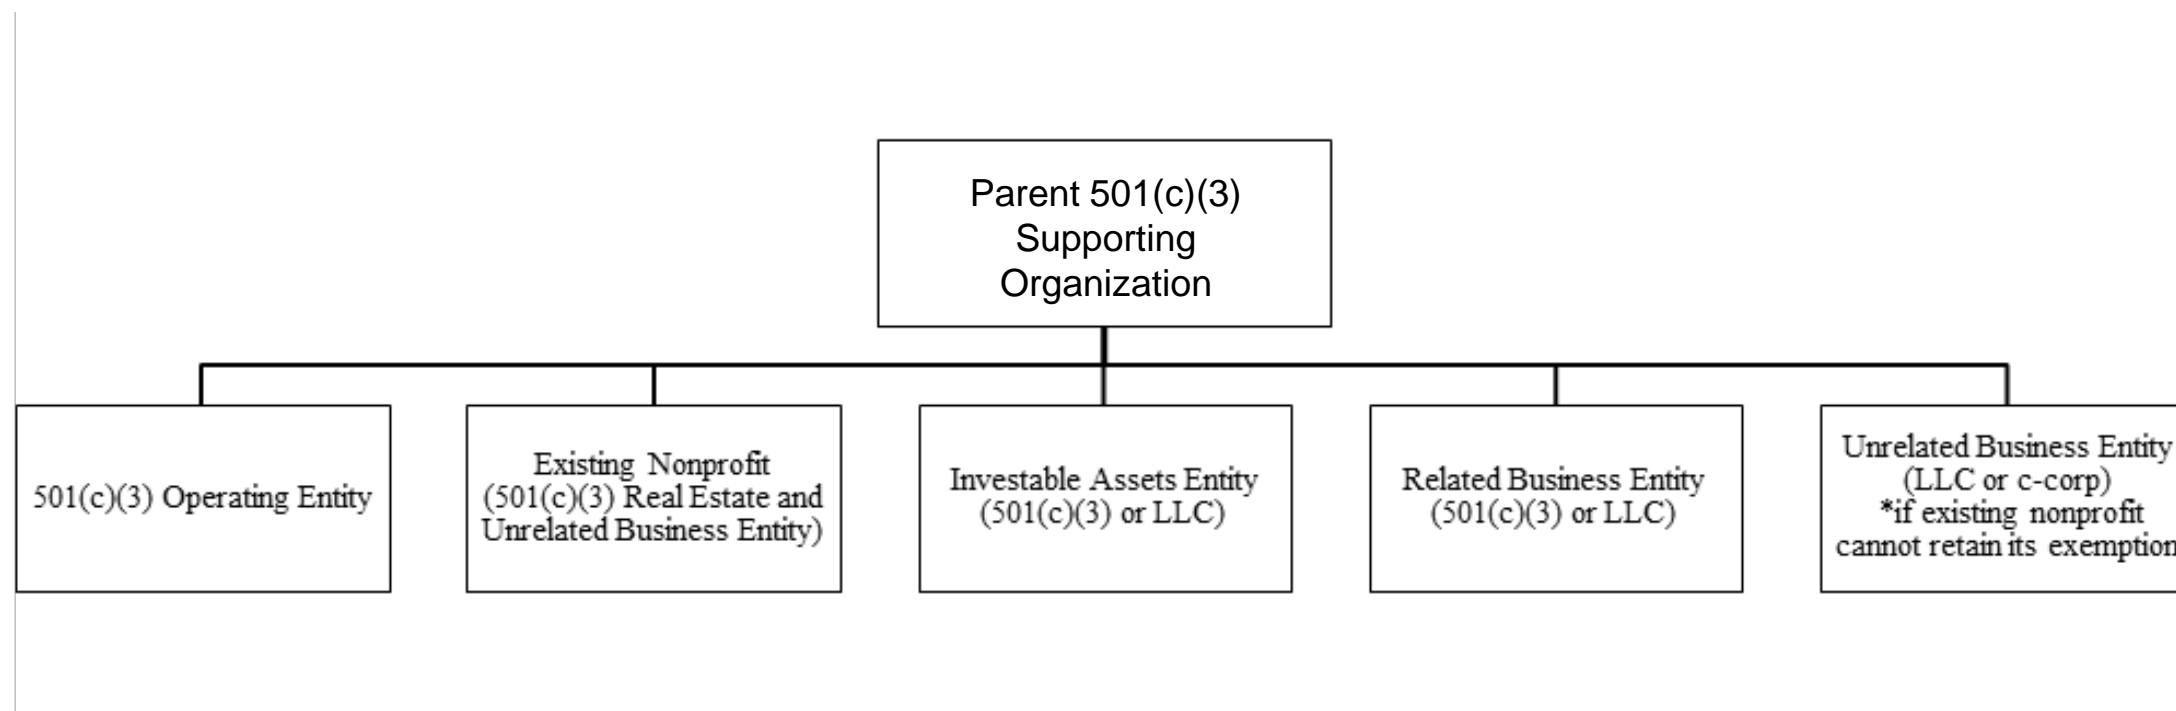 Parent 501(c)(3)
Supporting
Organization
501(c)(3) Operating Entity
Existing Nonprofit
(501(c)(3) Real Estate and
Unrelated Business Entity)
Investable Assets Entity
(501(c)(3) or LLC)
Related Business Entity
(501(c)(3) or LLC)
Unrelated Business Entity
(LLC or c-corp)
*if existing nonprofit
cannot retain its exemption